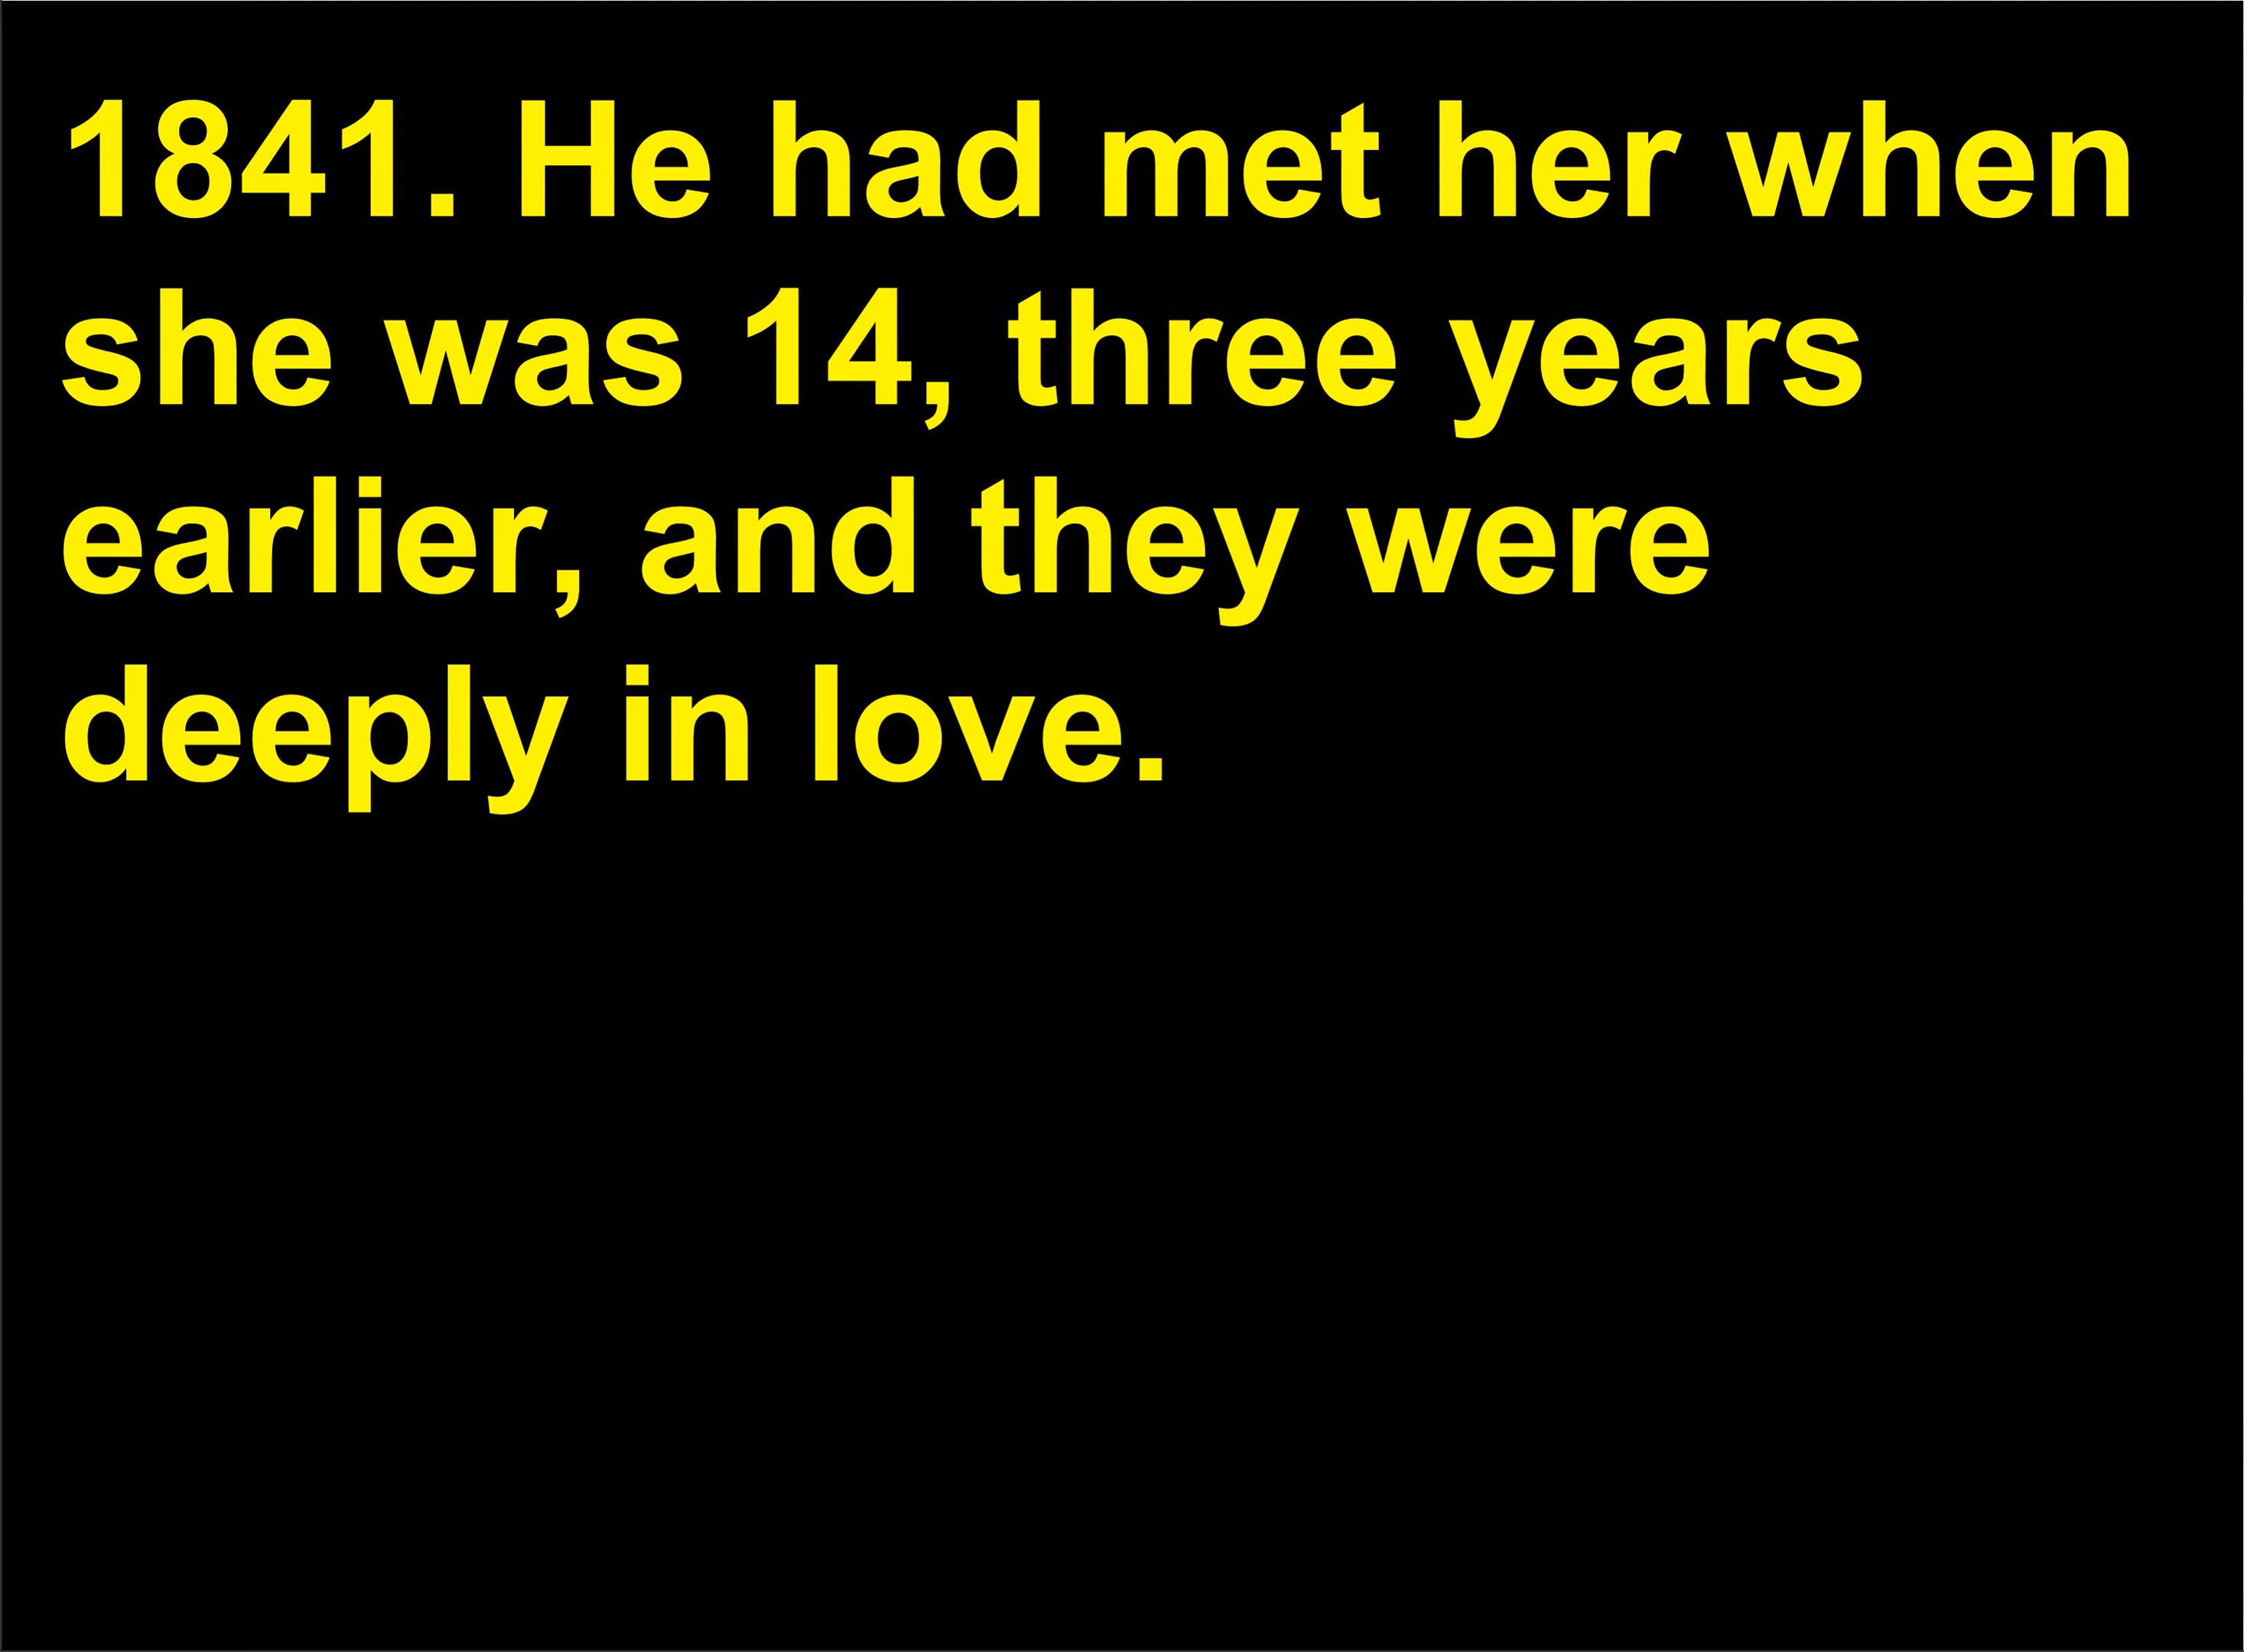 1841. He had met her when
she was 14, three years
earlier, and they were
deeply in love.